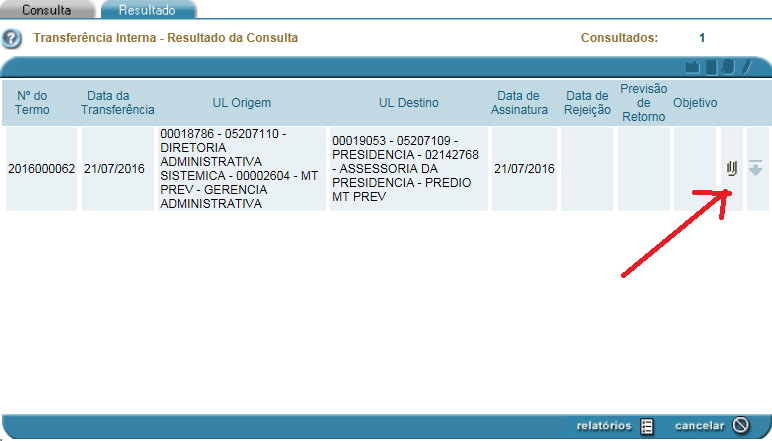 Consulta
Resultado
Transferência Interna - Resultado da Consulta
Consultados:
1
Nº do
Termo
Data da
Transferência
UL Origem
UL Destino
Data de
Assinatura
Data de
Rejeição
Previsão
de
Retorno
Objetivo
2016000062
21/07/2016
00018786 - 05207110 -
DIRETORIA
ADMINISTRATIVA
SISTEMICA - 00002604 - MT
PREV - GERENCIA
ADMINISTRATIVA
00019053 - 05207109 -
PRESIDENCIA - 02142768
- ASSESSORIA DA
PRESIDENCIA - PREDIO
MT PREV
21/07/2016
relatórios
cancelar